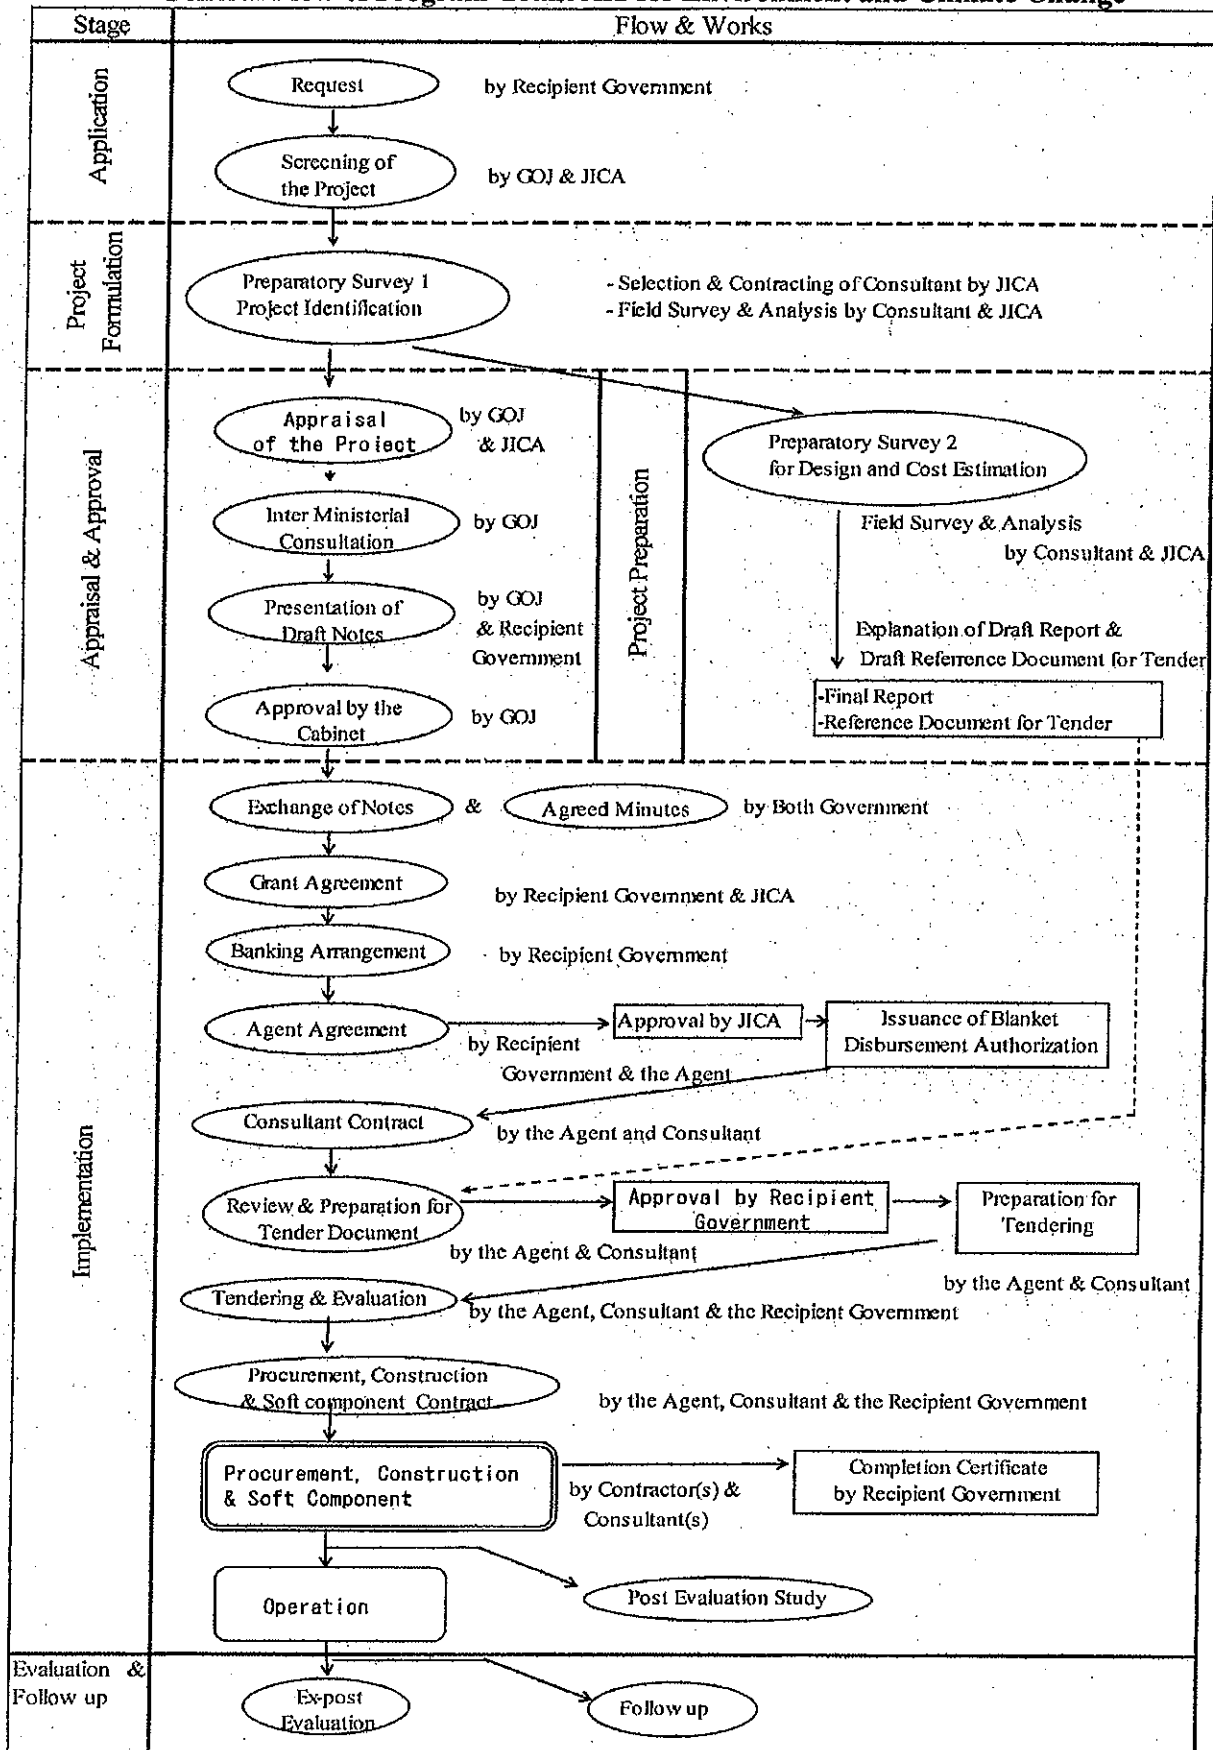 Program Grant Aid for Environment and Climate Change
Stage
Flow & Works
Application
Request
by Recipient Government
Screening of
the Project
by GOJ & JICA
Project
Formulation
Preparatory Survey 1
Project Identification
- Selection & Contracting of Consultant by JICA
- Field Survey & Analysis by Consultant & JICA
Appraisal & Approval
Appraisal
of the Project
by GOJ
& JICA
Inter Ministerial
Consultation
by GOJ
Presentation of
Draft Notes
by GOJ
& Recipient
Government
Approval by the
Cabinet
by GOJ
Project Preparation
Preparatory Survey 2
for Design and Cost Estimation
Field Survey & Analysis
by Consultant & JICA
Explanation of Draft Report &
Draft Reference Document for Tender
-Final Report
-Reference Document for Tender
Implementation
Exchange of Notes
&
Agreed Minutes
by Both Government
Grant Agreement
by Recipient Government & JICA
Banking Arrangement
by Recipient Government
Agent Agreement
by Recipient
Government & the Agent
Approval by JICA
Issuance of Blanket
Disbursement Authorization
Consultant Contract
by the Agent and Consultant
Review & Preparation for
Tender Document
by the Agent & Consultant
Approval by Recipient
Government
Preparation for
Tendering
by the Agent & Consultant
Tendering & Evaluation
by the Agent, Consultant & the Recipient Government
Procurement, Construction
& Soft component Contract
by the Agent, Consultant & the Recipient Government
Procurement, Construction
& Soft Component
by Contractor(s) &
Consultant(s)
Completion Certificate
by Recipient Government
Operation
Post Evaluation Study
Evaluation &
Follow up
Ex-post
Evaluation
Follow up